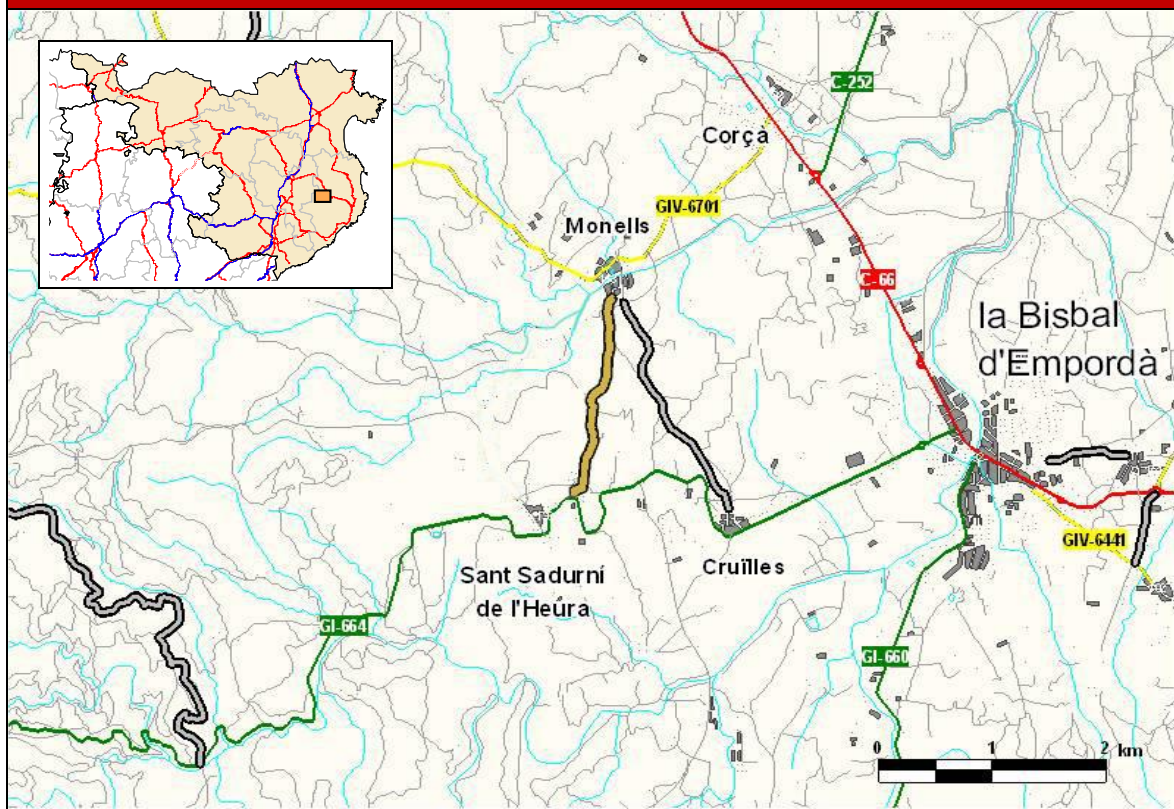 C-252
Corçà
GIV-6701
Monells
C-66
la Bisbal
d'Empordà
GIV-6441
Sant Sadurní
de l'Heúra
Cruïlles
GI-664
GI-660
0 1 2 km